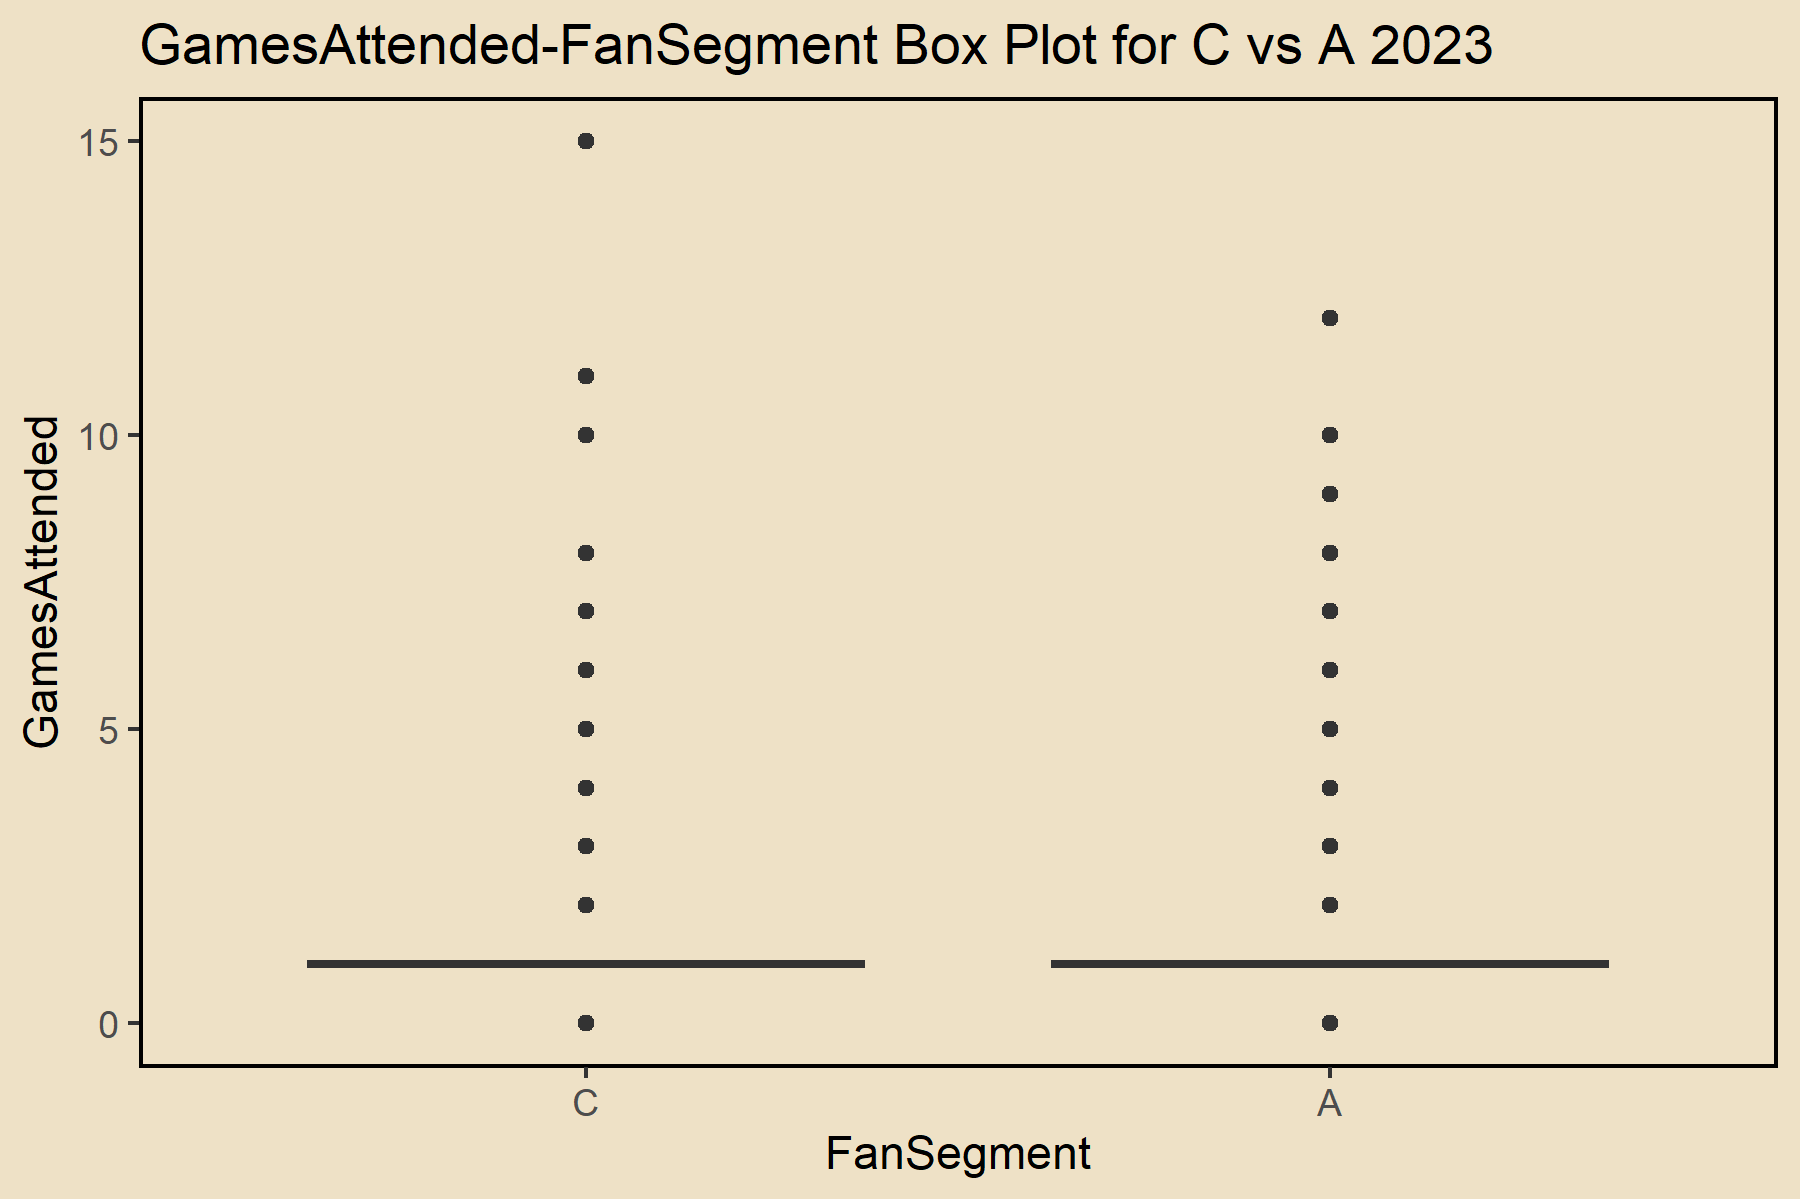 GamesAttended-FanSegment Box Plot for C vs A 2023
15
10
5
0
GamesAttended
C
A
FanSegment